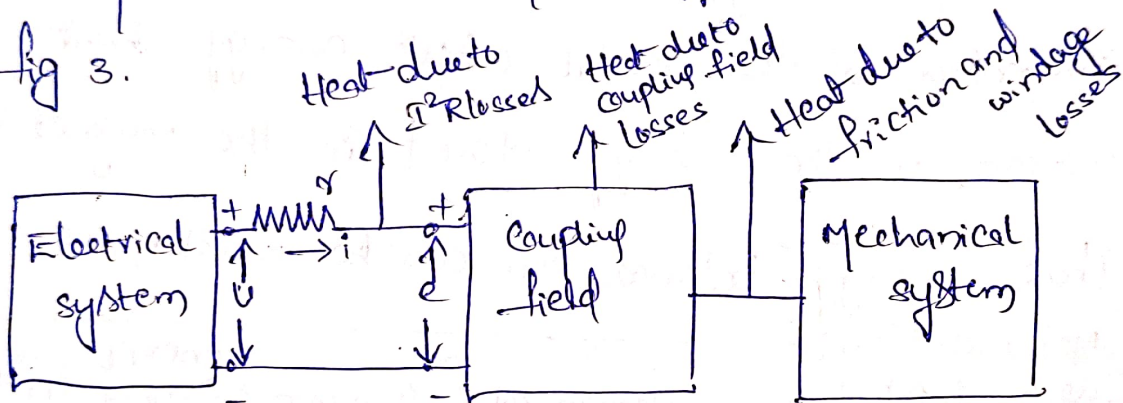 fig 3.
Heat due to
I²R losses
Heat due to
coupling field
losses
Heat due to
friction and
windage
losses
Electrical
system
+
r
→ i
+
v
e
-
-
Coupling
field
Mechanical
system